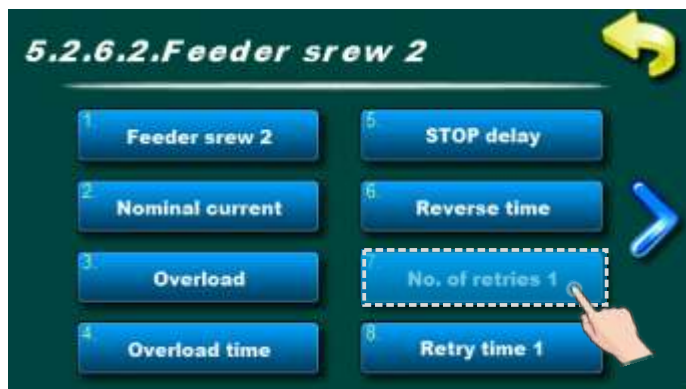 5.2.6.2.Feeder srew 2
1. Feeder srew 2
2. Nominal current
3. Overload
4. Overload time
5. STOP delay
6. Reverse time
7. No. of retries 1
8. Retry time 1